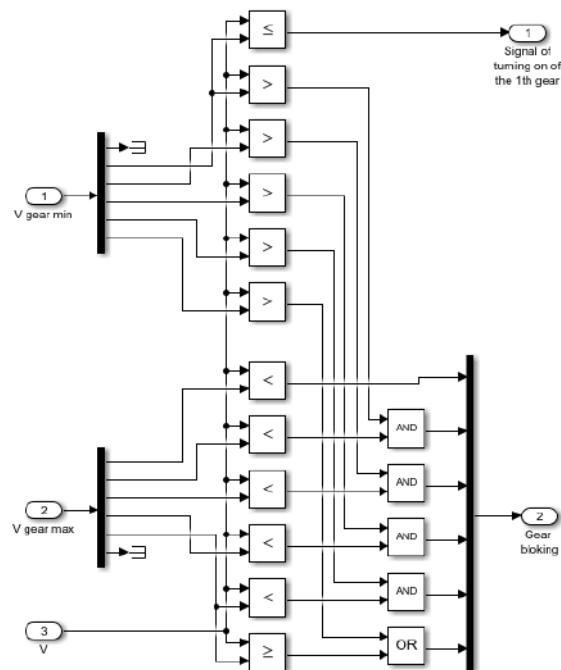 ≤
1
Signal of
turning on of
the 1th gear
>
>
1
V gear min
>
>
>
<
<
AND
<
AND
2
V gear max
2
Gear
bloking
<
AND
<
AND
3
V
≥
OR